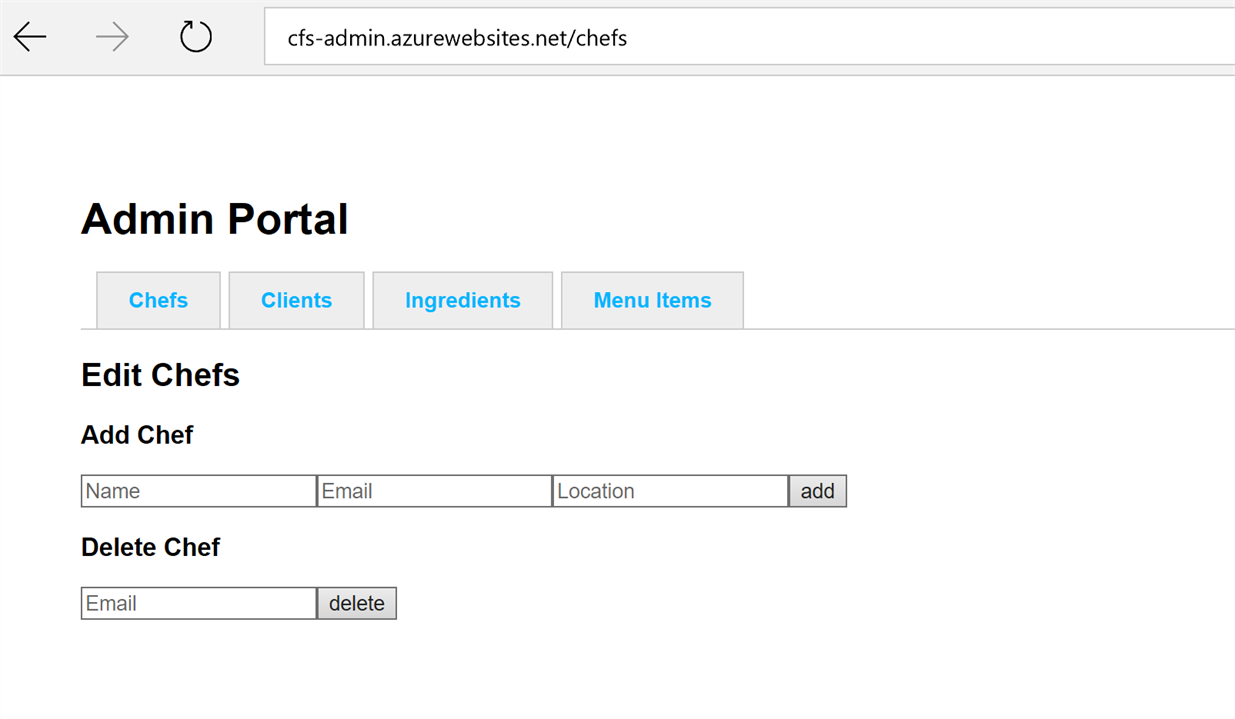 cfs-admin.azurewebsites.net/chefs
Admin Portal
Chefs Clients Ingredients Menu Items
Edit Chefs
Add Chef
Name Email Location add
Delete Chef
Email delete